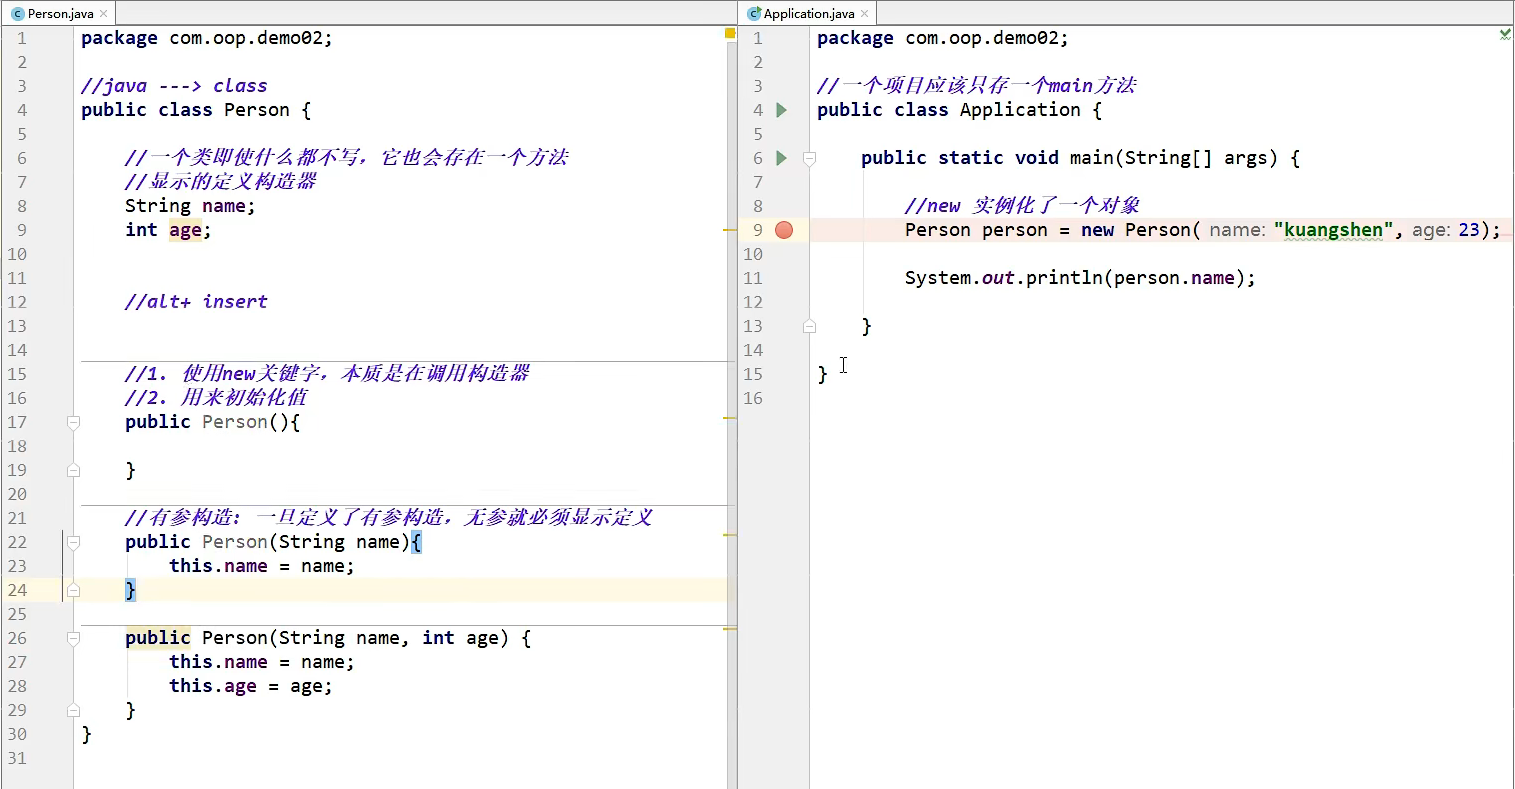 Person.java
1 package com.oop.demo02;
2
3 //java ---> class
4 public class Person {
5
6 //一个类即使什么都不写，它也会存在一个方法
7 //显示的定义构造器
8 String name;
9 int age;
10
11
12 //alt+ insert
13
14
15 //1. 使用new关键字，本质是在调用构造器
16 //2. 用来初始化值
17 public Person(){
18
19 }
20
21 //有参构造: 一旦定义了有参构造，无参就必须显示定义
22 public Person(String name){
23 this.name = name;
24 }
25
26 public Person(String name, int age) {
27 this.name = name;
28 this.age = age;
29 }
30 }
31
Application.java
1 package com.oop.demo02;
2
3 //一个项目应该只存一个main方法
4 public class Application {
5
6 public static void main(String[] args) {
7
8 //new 实例化了一个对象
9 Person person = new Person( name: "kuangshen", age: 23);
10
11 System.out.println(person.name);
12
13 }
14
15 }
16